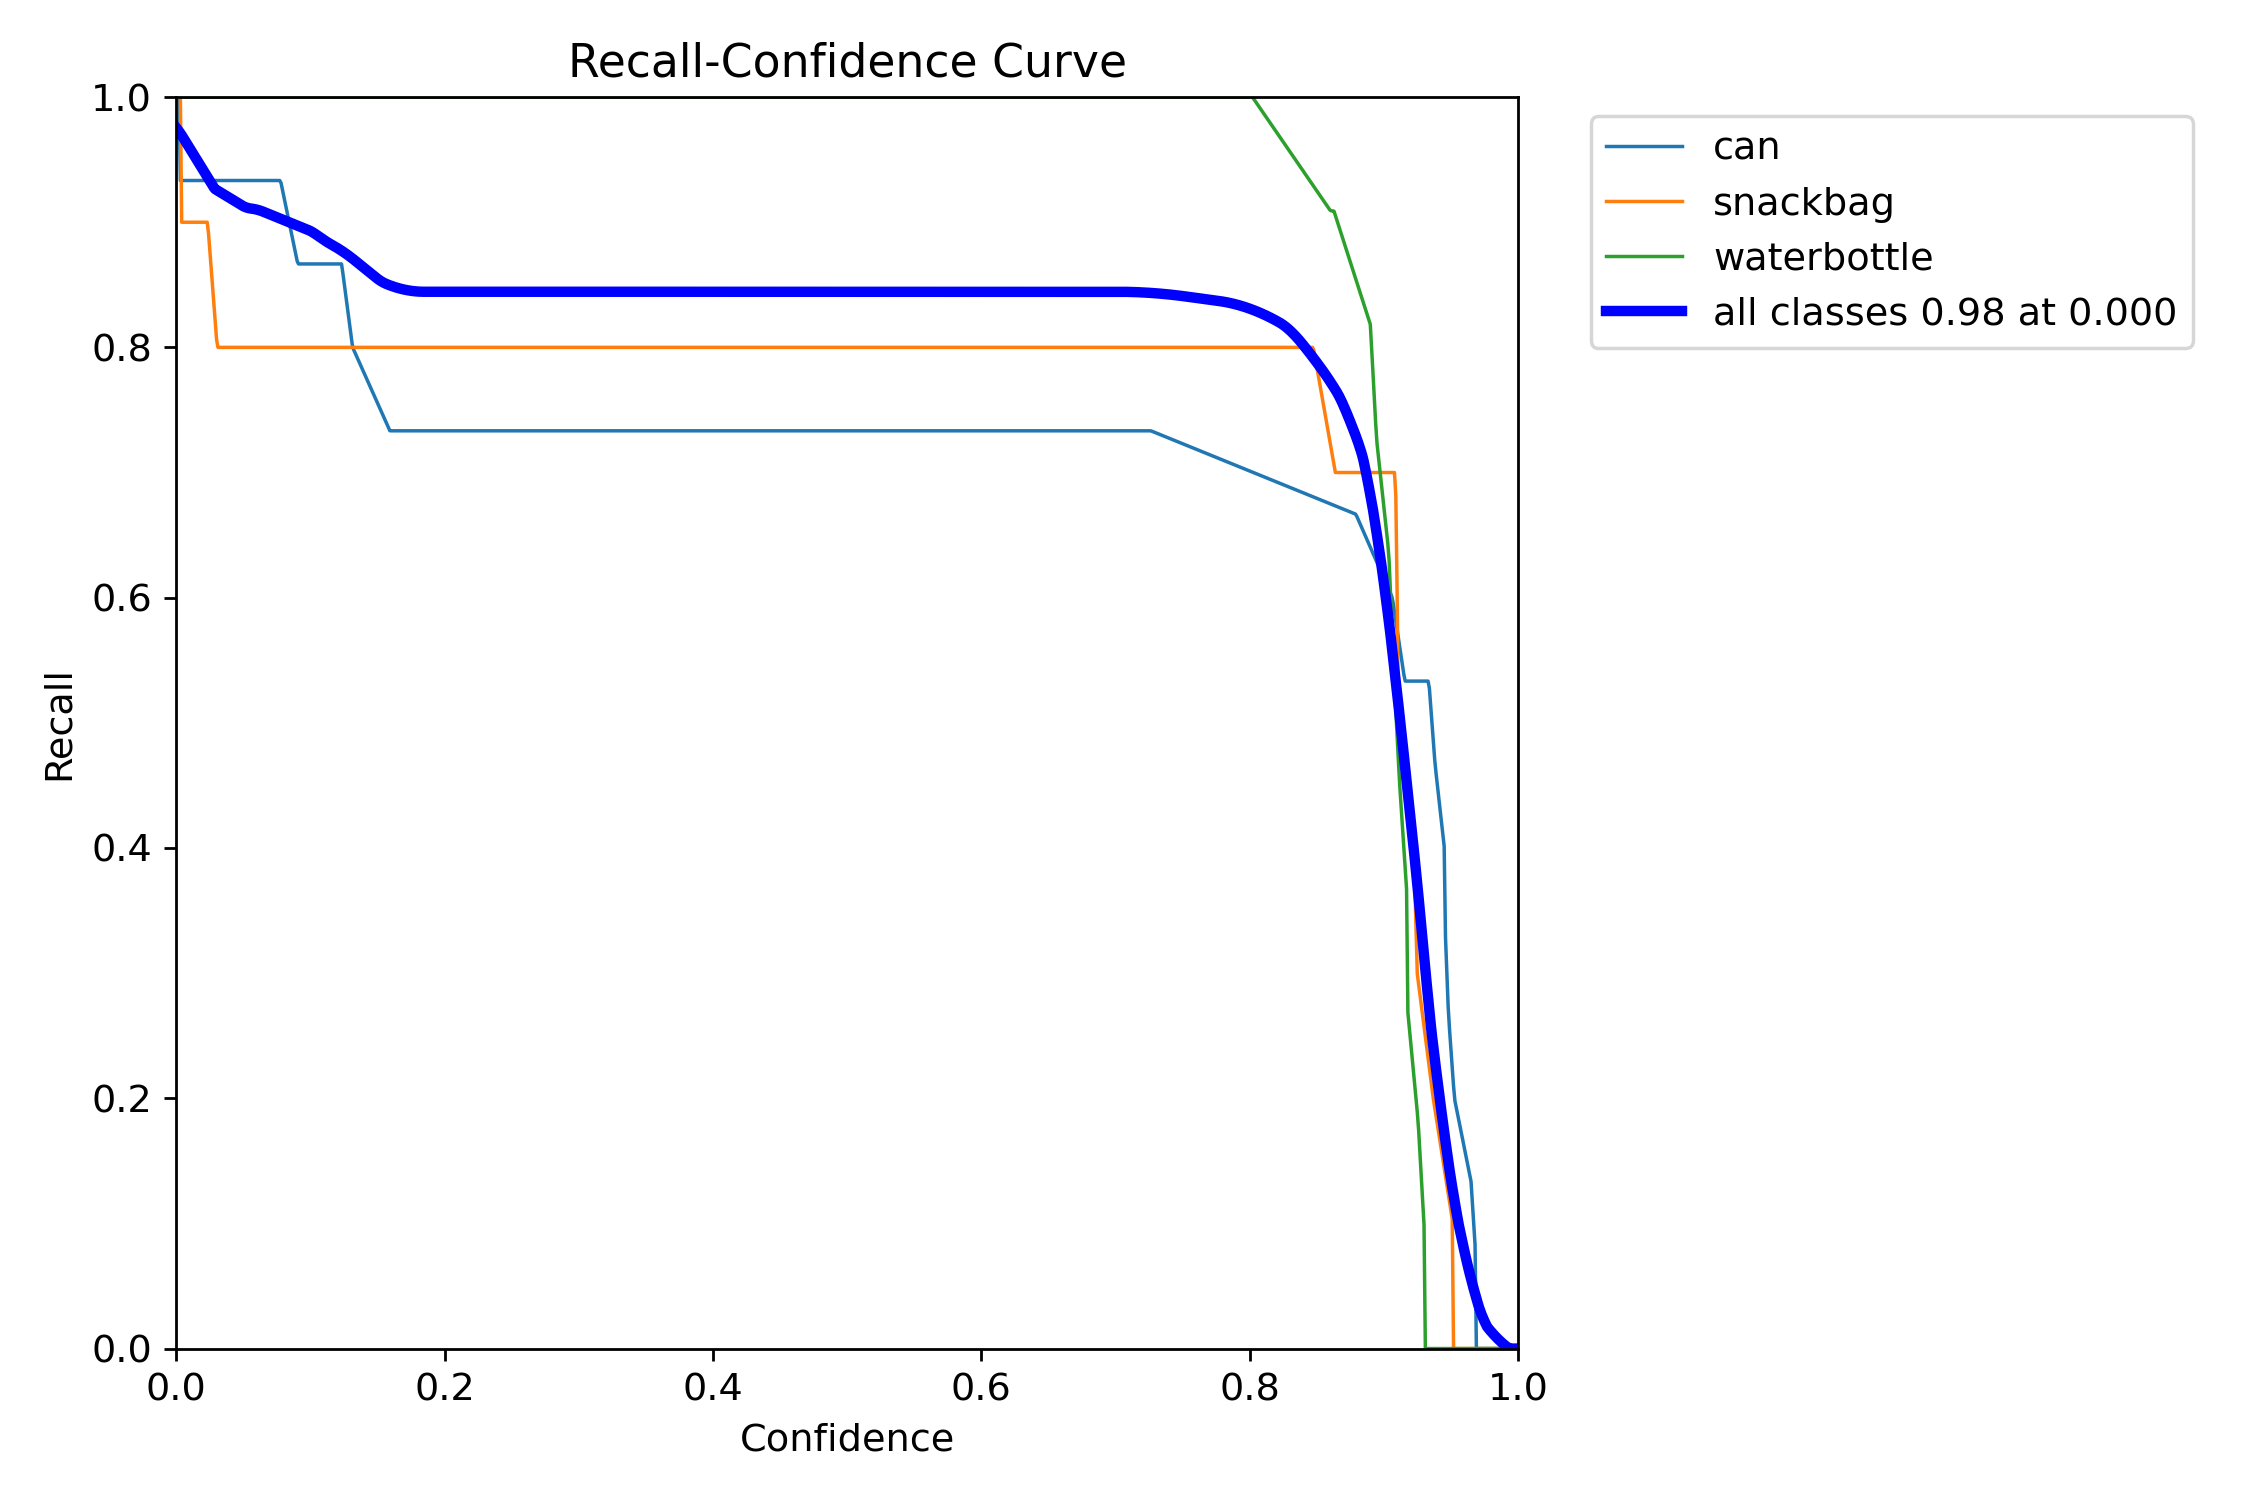 Recall-Confidence Curve
1.0
0.8
0.6
0.4
0.2
0.0
Recall
0.0 0.2 0.4 0.6 0.8 1.0
Confidence
can
snackbag
waterbottle
all classes 0.98 at 0.000